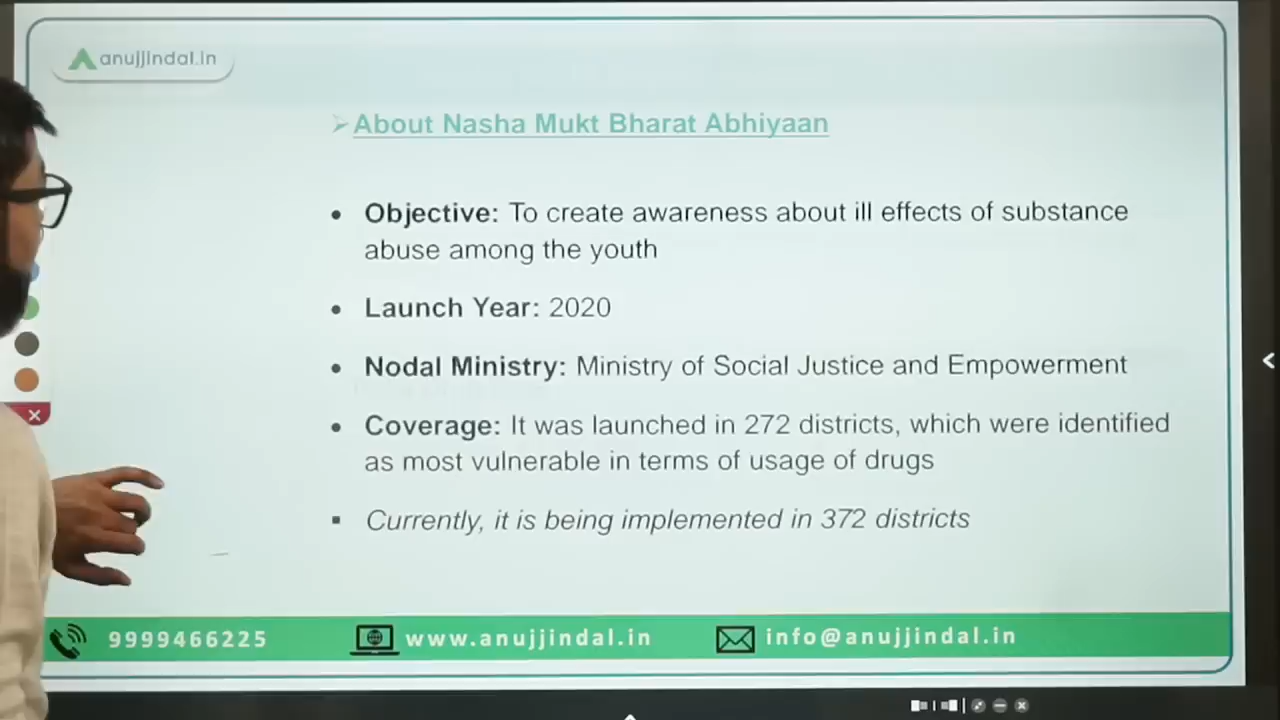 anujjindal.in
➢About Nasha Mukt Bharat Abhiyaan
• Objective: To create awareness about ill effects of substance
abuse among the youth
• Launch Year: 2020
• Nodal Ministry: Ministry of Social Justice and Empowerment
• Coverage: It was launched in 272 districts, which were identified
as most vulnerable in terms of usage of drugs
▪ Currently, it is being implemented in 372 districts
9999466225 www.anujjindal.in info@anujjindal.in